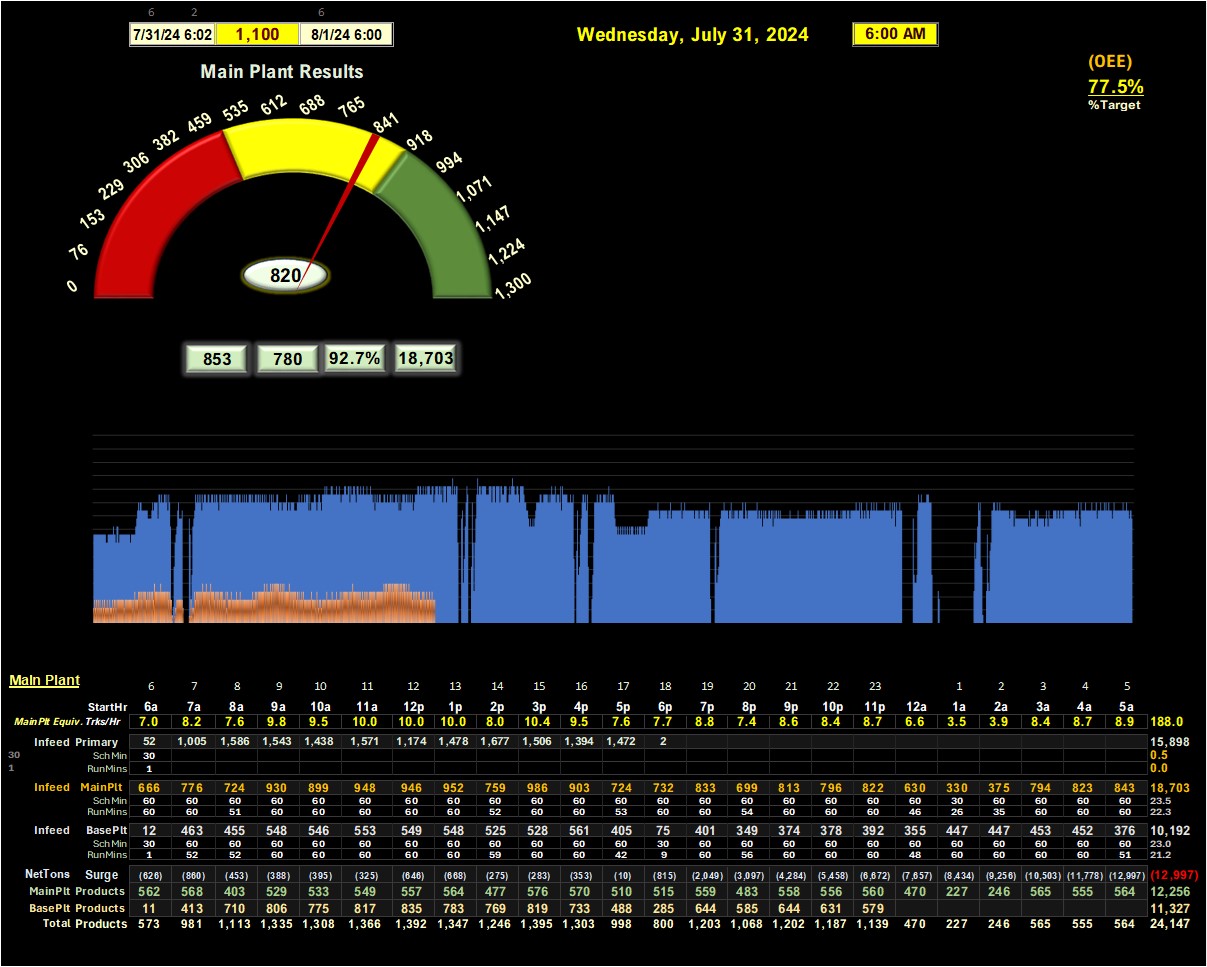 6 2 6
7/31/24 6:02 1,100 8/1/24 6:00 Wednesday, July 31, 2024 6:00 AM
(OEE)
77.5%
%Target
Main Plant Results
0 76 153 229 306 382 459 535 612 688 765 841 918 994 1,071 1,147 1,224 1,300
820
853 780 92.7% 18,703
Main Plant
6 7 8 9 10 11 12 13 14 15 16 17 18 19 20 21 22 23 1 2 3 4 5
StartHr 6a 7a 8a 9a 10a 11a 12p 1p 2p 3p 4p 5p 6p 7p 8p 9p 10p 11p 12a 1a 2a 3a 4a 5a
MainPlt Equiv. Trks/Hr 7.0 8.2 7.6 9.8 9.5 10.0 10.0 10.0 8.0 10.4 9.5 7.6 7.7 8.8 7.4 8.6 8.4 8.7 6.6 3.5 3.9 8.4 8.7 8.9 188.0
Infeed Primary 52 1,005 1,586 1,543 1,438 1,571 1,174 1,478 1,677 1,506 1,394 1,472 2 15,898
30 Sch Min 30 0.5
1 RunMins 1 0.0
Infeed MainPlt 666 776 724 930 899 948 946 952 759 986 903 724 732 833 699 813 796 822 630 330 375 794 823 843 18,703
Sch Min 60 60 60 60 60 60 60 60 60 60 60 60 60 60 60 60 60 60 60 30 60 60 60 60 23.5
RunMins 60 60 51 60 60 60 60 60 52 60 60 53 60 60 54 60 60 60 46 26 35 60 60 60 22.3
Infeed BasePlt 12 463 455 548 546 553 549 548 525 528 561 405 75 401 349 374 378 392 355 447 447 453 452 376 10,192
Sch Min 30 60 60 60 60 60 60 60 60 60 60 60 30 60 60 60 60 60 60 60 60 60 60 60 23.0
RunMins 1 52 52 60 60 60 60 60 59 60 60 42 9 60 56 60 60 60 48 60 60 60 60 51 21.2
NetTons Surge (626) (860) (453) (388) (395) (325) (646) (668) (275) (283) (353) (10) (815) (2,049) (3,097) (4,284) (5,458) (6,672) (7,657) (8,434) (9,256) (10,503) (11,778) (12,997) (12,997)
MainPlt Products 562 568 403 529 533 549 557 564 477 576 570 510 515 559 483 558 556 560 470 227 246 565 555 564 12,256
BasePlt Products 11 413 710 806 775 817 835 783 769 819 733 488 285 644 585 644 631 579 11,327
Total Products 573 981 1,113 1,335 1,308 1,366 1,392 1,347 1,246 1,395 1,303 998 800 1,203 1,068 1,202 1,187 1,139 470 227 246 565 555 564 24,147